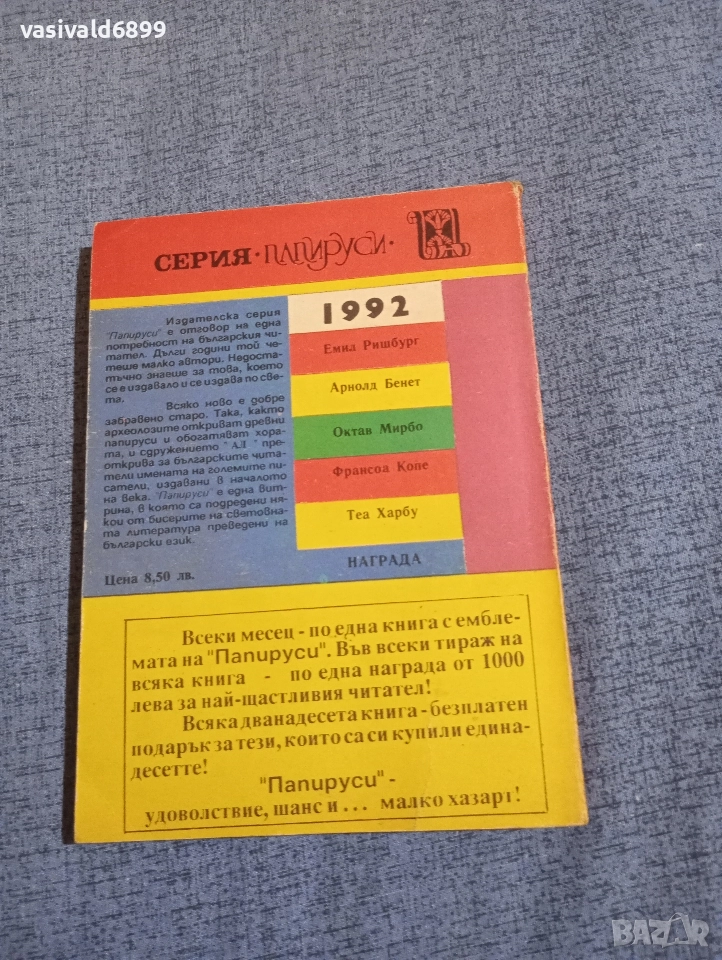 vasivald6899
СЕРИЯ · ПАПИРУСИ ·
Издателска серия
"Папируси" е отговор на една
потребност на българския чи-
тател. Дълги години той че-
теше малко автори. Недоста-
тъчно знаеше за това, което
се е издавало и се издава по све-
та.
Всяко ново е добре
забравено старо. Така, както
археолозите откриват древни
папируси и обогатяват хора-
та, и сдружението "АЛ" пре-
открива за българските чита-
тели имената на големите пи-
сатели, издавани в началото
на века. "Папируси" е една вит-
рина, в която са подредени ня-
кои от бисерите на световна-
та литература преведени на
български език.
Цена 8,50 лв.
1992
Емил Ришбург
Арнолд Бенет
Октав Мирбо
Франсоа Копе
Теа Харбу
НАГРАДА
Всеки месец - по една книга с ембле-
мата на "Папируси". Във всеки тираж на
всяка книга - по една награда от 1000
лева за най-щастливия читател!
Всяка дванадесета книга - безплатен
подарък за тези, които са си купили едина-
десетте!
"Папируси" -
удоволствие, шанс и... малко хазарт!
BAZAR